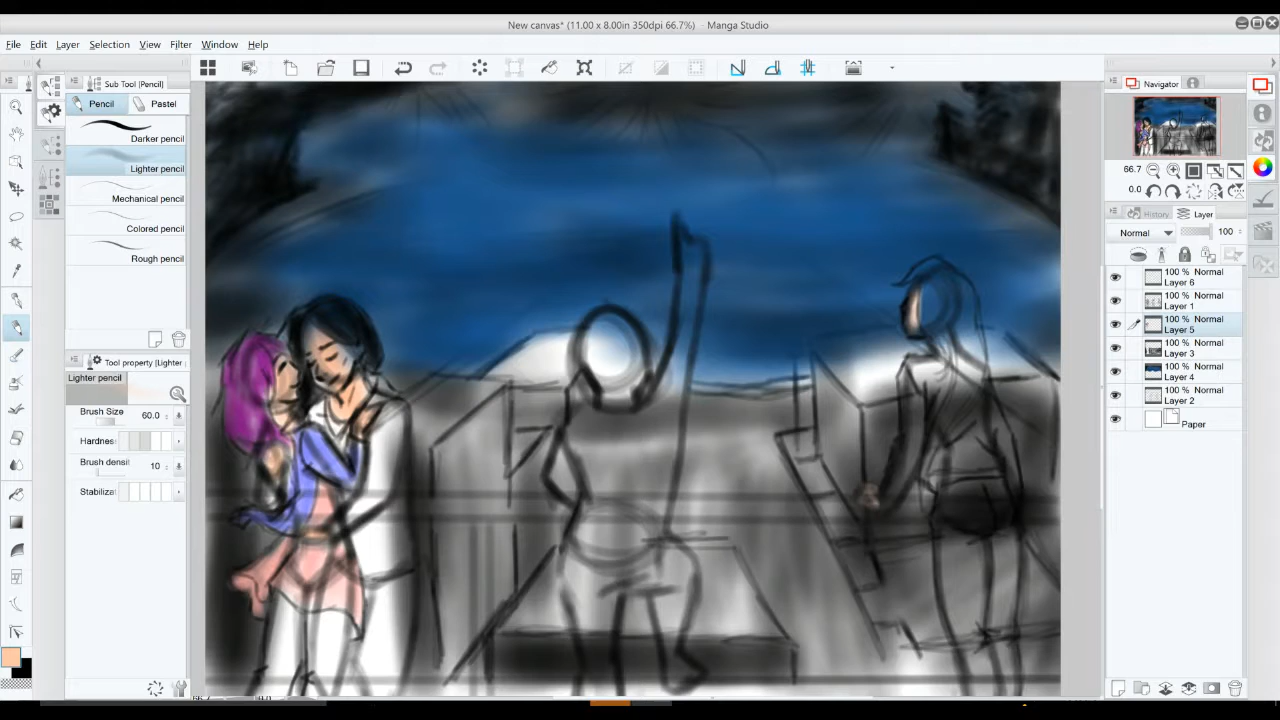 New canvas* (11.00 x 8.00in 350dpi 66.7%) - Manga Studio
File Edit Layer Selection View Filter Window Help
Sub Tool [Pencil]
Pencil Pastel
Darker pencil
Lighter pencil
Mechanical pencil
Colored pencil
Rough pencil
Tool property [Lighter
Lighter pencil
Brush Size 60.0
Hardnes
Brush densit 10
Stabiliza
Navigator
66.7
0.0
History Layer
Normal 100
100 % Normal
Layer 6
100 % Normal
Layer 1
100 % Normal
Layer 5
100 % Normal
Layer 3
100 % Normal
Layer 4
100 % Normal
Layer 2
Paper